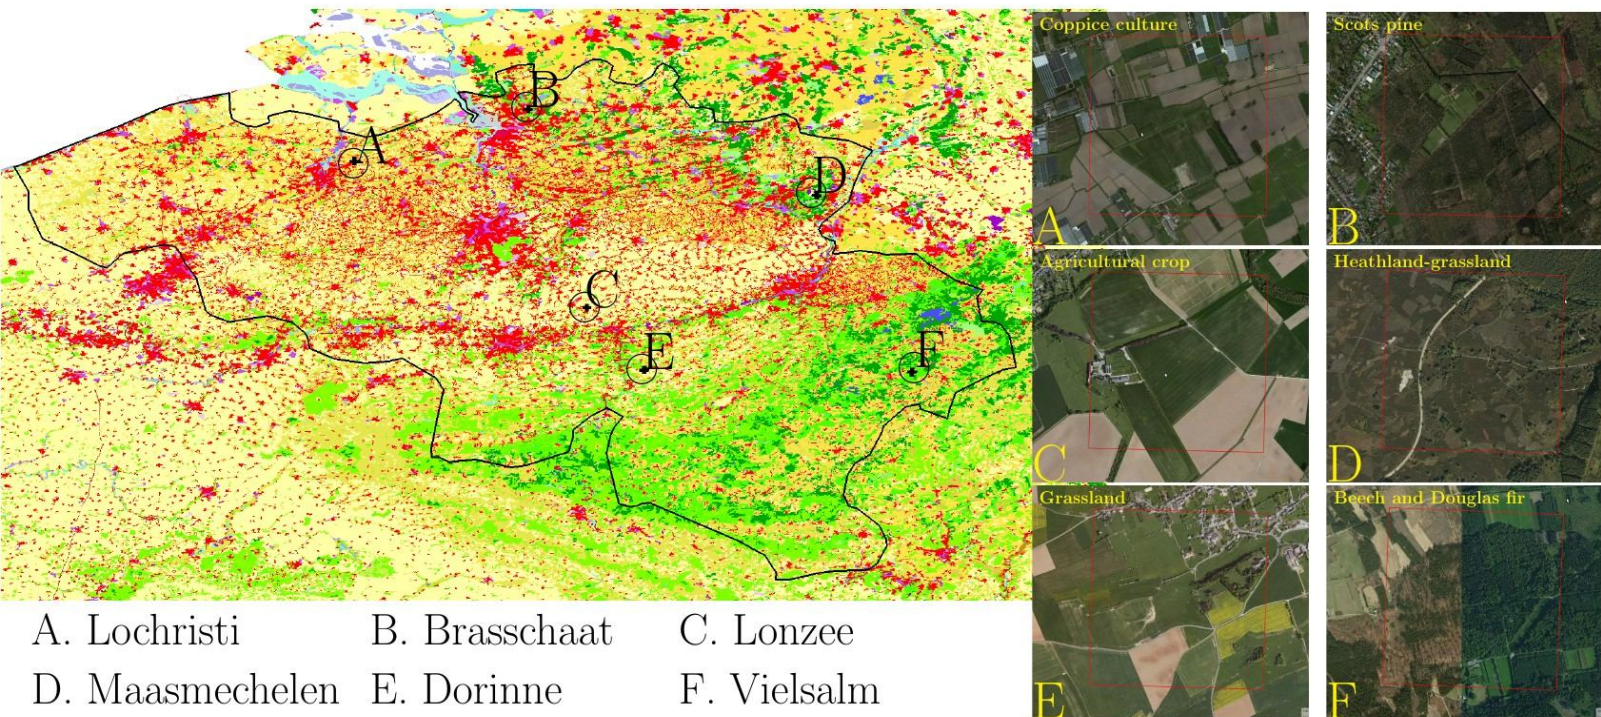 B
A
D
C
E
F
A. Lochristi B. Brasschaat C. Lonzee
D. Maasmechelen E. Dorinne F. Vielsalm
Coppice culture
A
Scots pine
B
Agricultural crop
C
Heathland-grassland
D
Grassland
E
Beech and Douglas fir
F